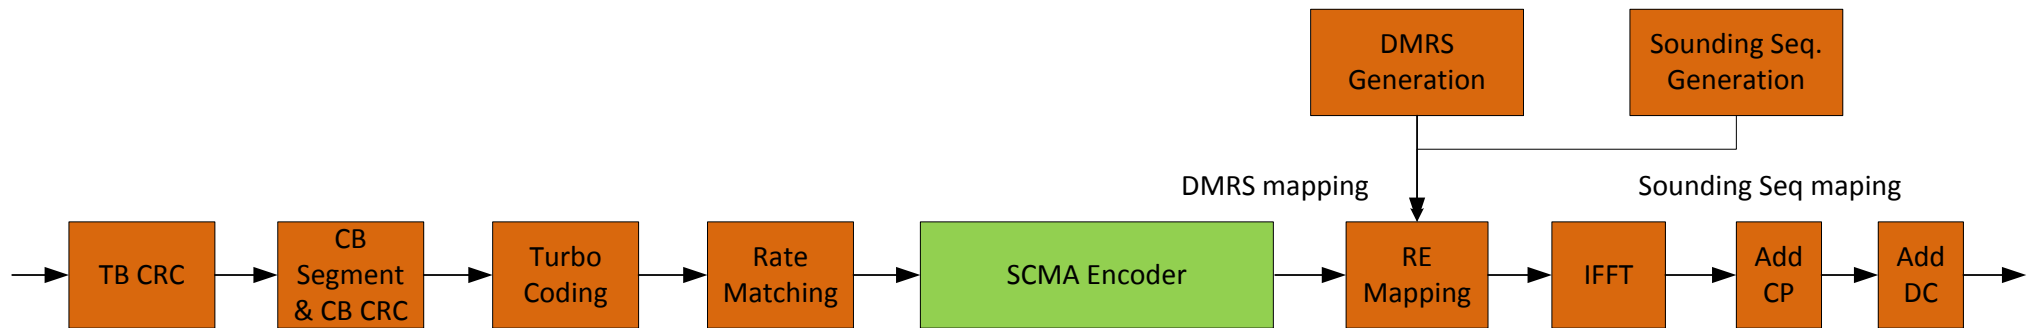 DMRS
Generation
Sounding Seq.
Generation
DMRS mapping
Sounding Seq maping
TB CRC
CB
Segment
& CB CRC
Turbo
Coding
Rate
Matching
SCMA Encoder
RE
Mapping
IFFT
Add
CP
Add
DC